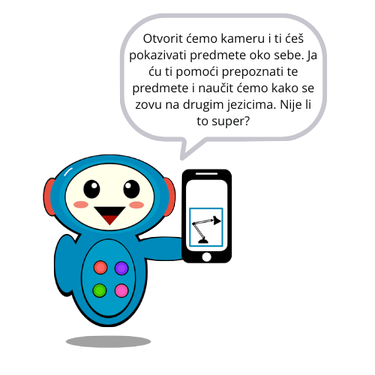 Otvorit ćemo kameru i ti ćeš
pokazivati predmete oko sebe. Ja
ću ti pomoći prepoznati te
predmete i naučit ćemo kako se
zovu na drugim jezicima. Nije li
to super?